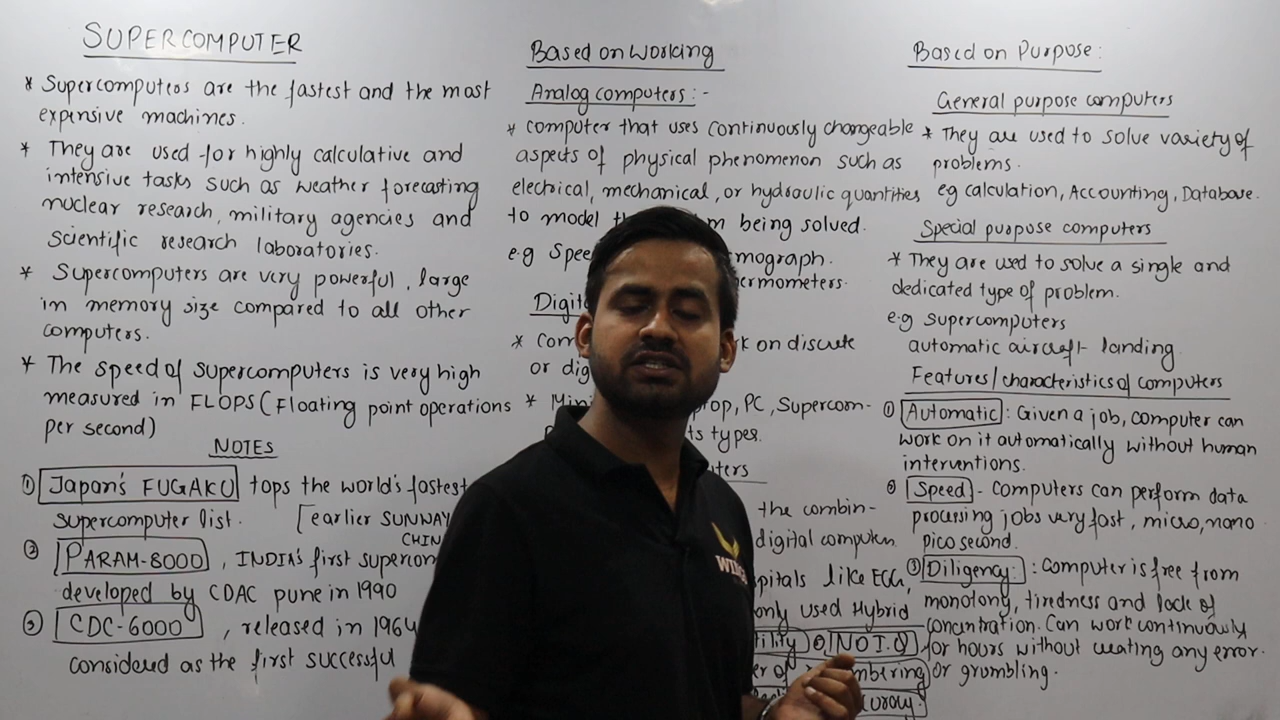 SUPERCOMPUTER
* Supercomputers are the fastest and the most
expensive machines.
* They are used for highly calculative and
intensive tasks such as weather forecasting
nuclear research, military agencies and
scientific research laboratories.
* Supercomputers are very powerful, large
in memory size compared to all other
computers.
* The speed of supercomputers is very high
measured in FLOPS (Floating point operations
per second)
NOTES
① Japan's FUGAKU tops the world's fastest
supercomputer list. [earlier SUNWAY
CHIN
② PARAM-8000, INDIA's first supercom
developed by CDAC pune in 1990
③ CDC-6000, released in 1964
considered as the first successful
Based on working
Analog computers:-
* computer that uses continuously changeable
aspects of physical phenomenon such as
electrical, mechanical, or hydraulic quantities
to model being solved.
e.g mograph.
ermometers.
Digit
* Com k on discrete
or dig
* Mini top, PC, Supercom-
ts types.
uters
the combin-
digital computer.
pitals like ECG,
only used Hybrid
tility ⑥ NO I.Q
er of mbering
curacy.
Based on Purpose:
General purpose computers
* They are used to solve variety of
problems.
eg calculation, Accounting, Database.
Special purpose computers
* They are used to solve a single and
dedicated type of problem.
e.g supercomputers
automatic aircraft landing
Features/characteristics of computers
① Automatic: Given a job, computer can
work on it automatically without human
interventions.
② Speed - Computers can perform data
processing jobs very fast, micro, nano
pico second.
③ Diligency: : Computer is free from
monotony, tiredness and lack of
concentration. Can work continuously
for hours without creating any error
or grumbling.